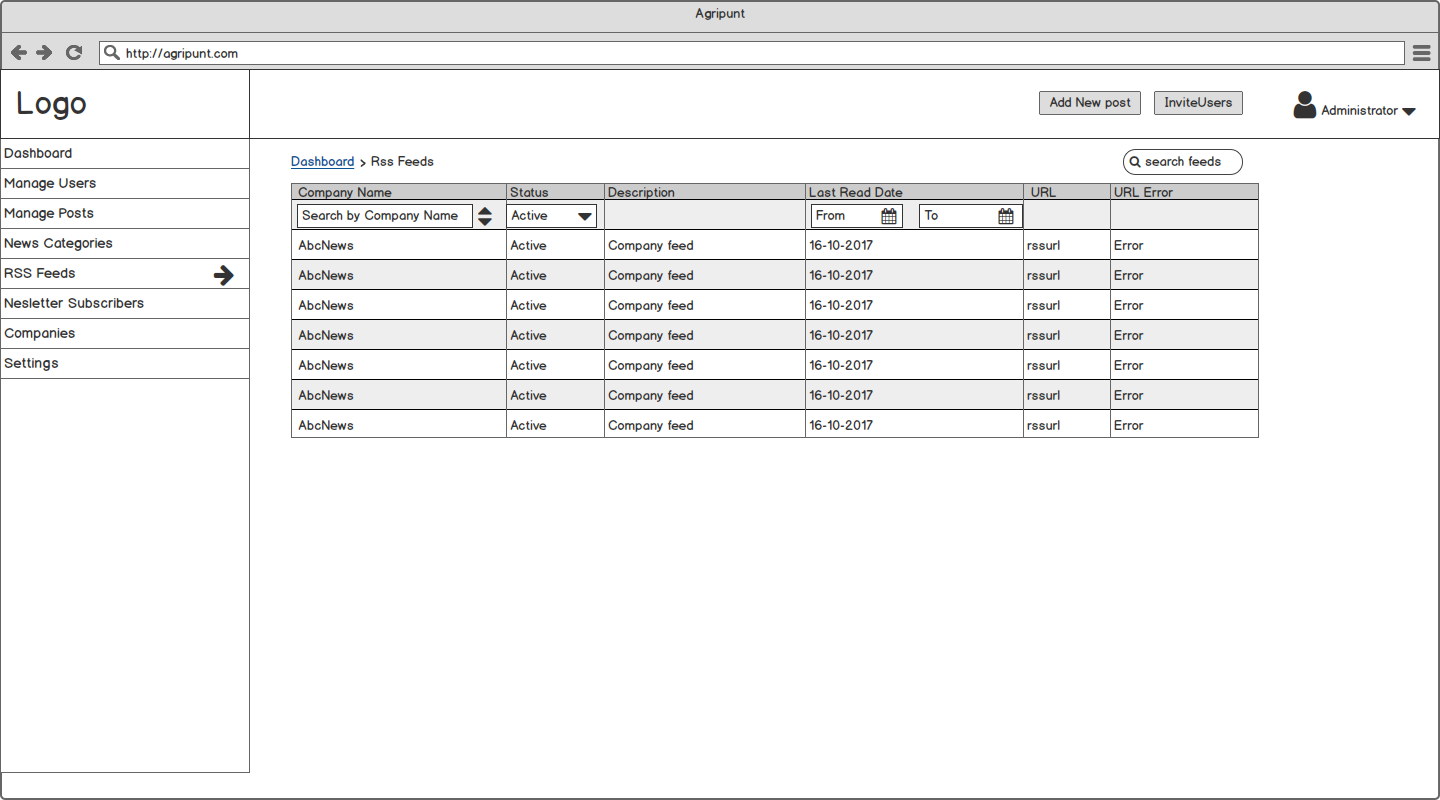 Agripunt
http://agripunt.com
Logo
Add New post InviteUsers Administrator
Dashboard
Manage Users
Manage Posts
News Categories
RSS Feeds
Nesletter Subscribers
Companies
Settings
Dashboard > Rss Feeds search feeds
Company Name Status Description Last Read Date URL URL Error
Search by Company Name Active From To
AbcNews Active Company feed 16-10-2017 rssurl Error
AbcNews Active Company feed 16-10-2017 rssurl Error
AbcNews Active Company feed 16-10-2017 rssurl Error
AbcNews Active Company feed 16-10-2017 rssurl Error
AbcNews Active Company feed 16-10-2017 rssurl Error
AbcNews Active Company feed 16-10-2017 rssurl Error
AbcNews Active Company feed 16-10-2017 rssurl Error